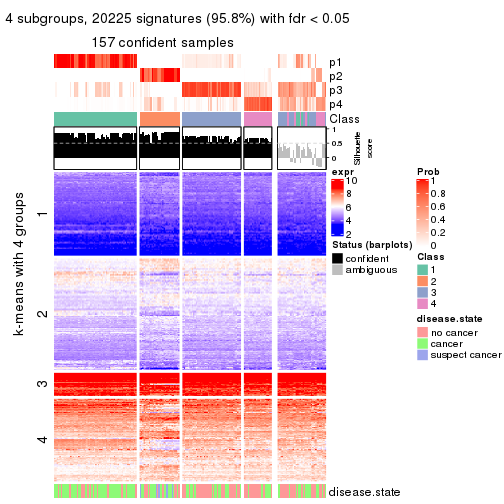 4 subgroups, 20225 signatures (95.8%) with fdr < 0.05
157 confident samples
p1
p2
p3
p4
Class
1
0.5
0
Silhouette
score
k-means with 4 groups
1
2
3
4
disease.state
expr
10
8
6
4
2
Status (barplots)
confident
ambiguous
Prob
1
0.8
0.6
0.4
0.2
0
Class
1
2
3
4
disease.state
no cancer
cancer
suspect cancer